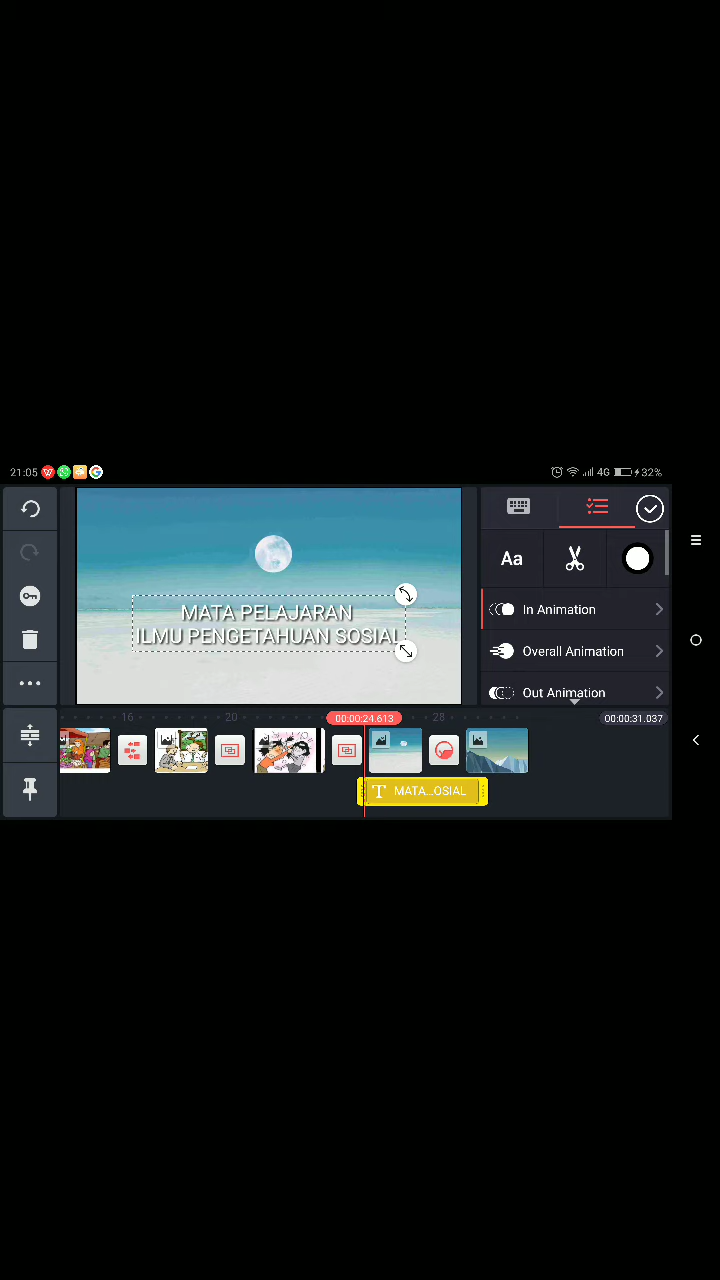 21:05
4G
32%
Aa
MATA PELAJARAN
ILMU PENGETAHUAN SOSIAL
In Animation
Overall Animation
Out Animation
16
20
00:00:24.613
28
00:00:31.037
T MATA...OSIAL